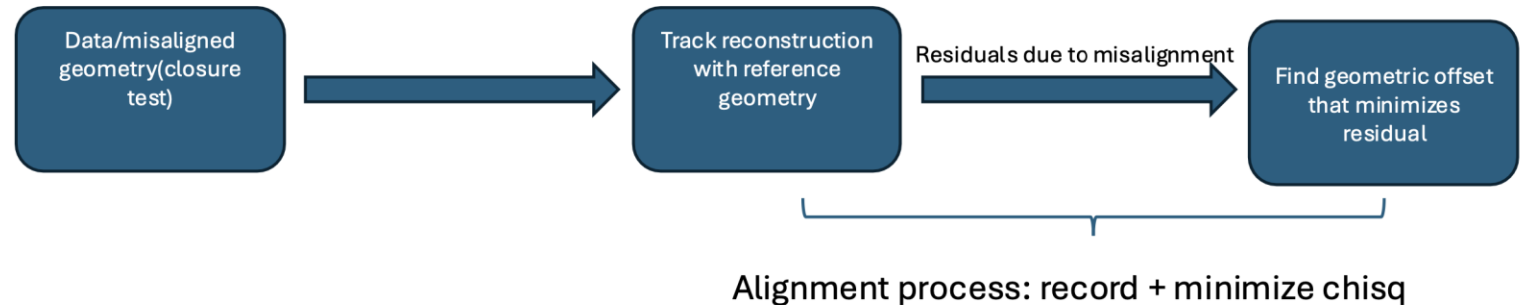 Data/misaligned
geometry(closure
test)
Track reconstruction
with reference
geometry
Residuals due to misalignment
Find geometric offset
that minimizes
residual
Alignment process: record + minimize chisq